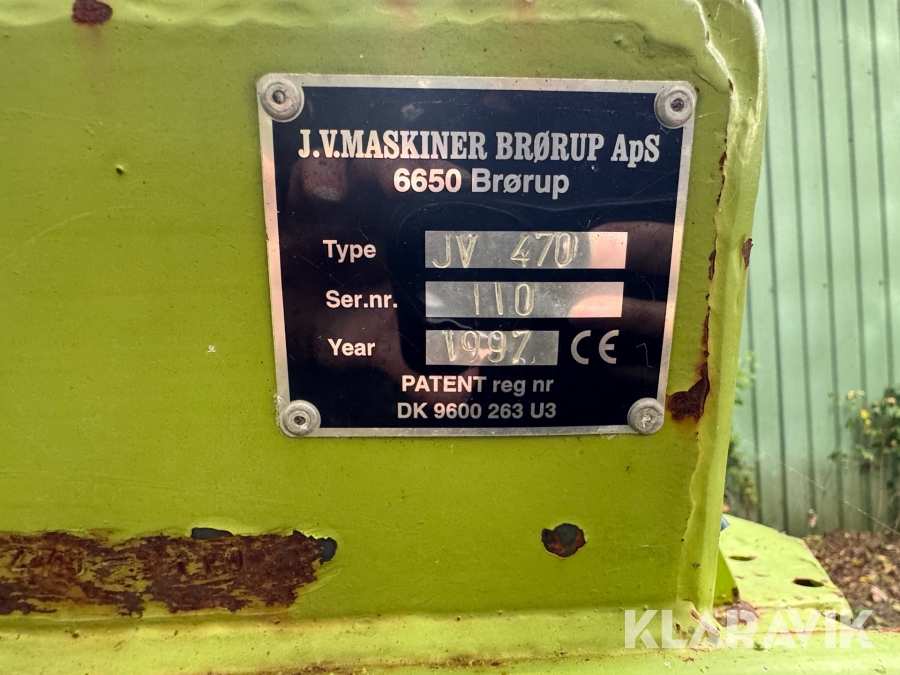 J.V.MASKINER BRØRUP ApS
6650 Brørup
Type JV 470
Ser.nr. 110
Year 1997 CE
PATENT reg nr
DK 9600 263 U3
KLARAVIK